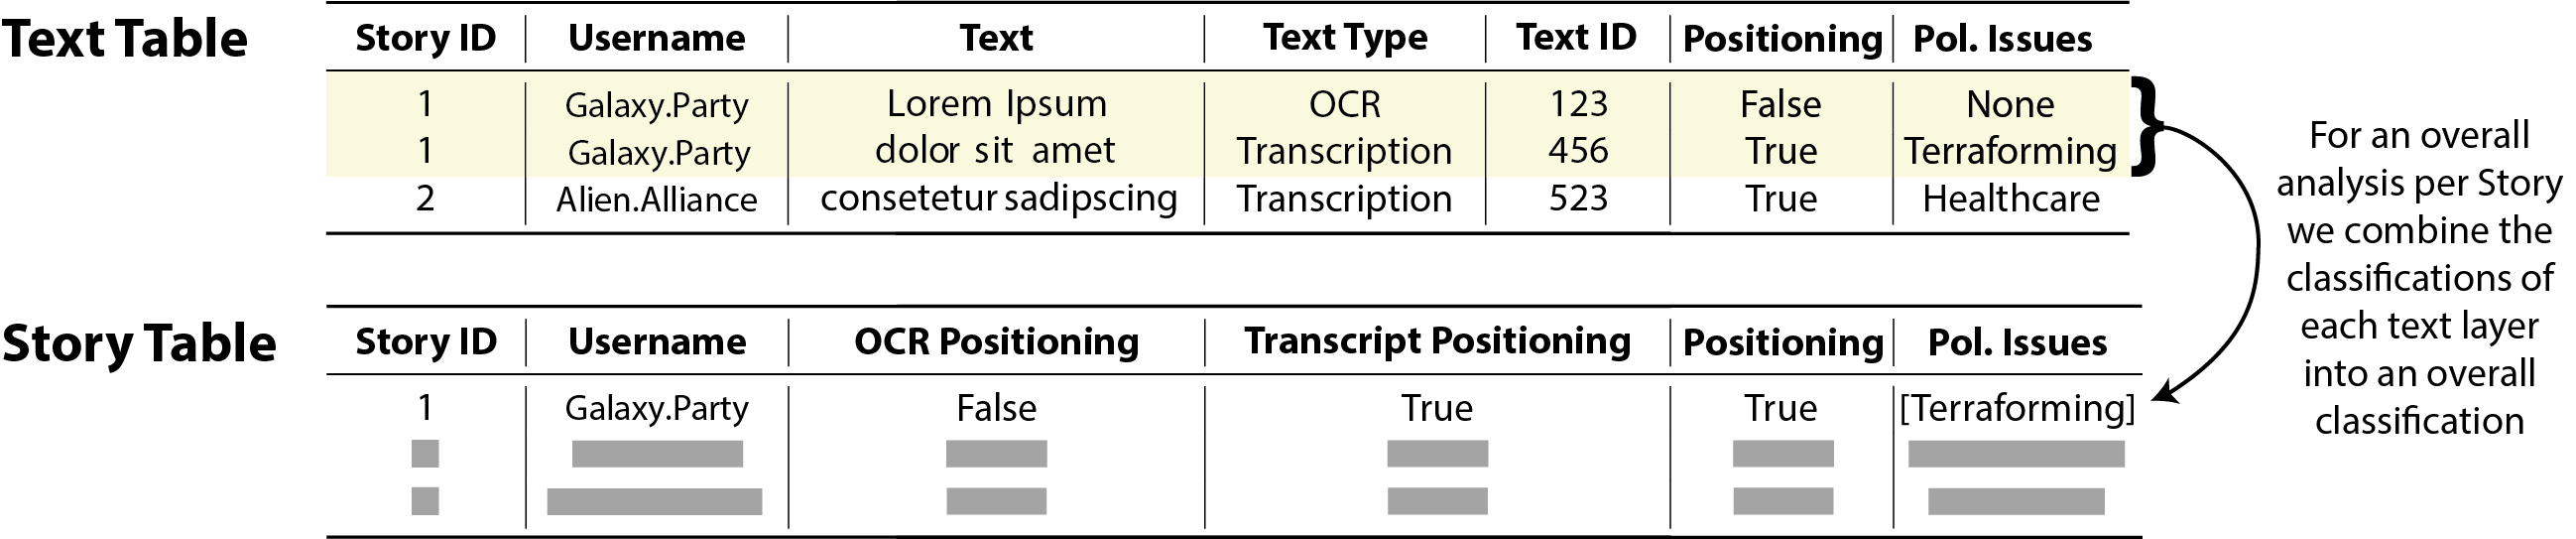 Text Table
Story ID Username Text Text Type Text ID Positioning Pol. Issues
1 Galaxy.Party Lorem Ipsum OCR 123 False None
1 Galaxy.Party dolor sit amet Transcription 456 True Terraforming
2 Alien.Alliance consetetur sadipscing Transcription 523 True Healthcare
For an overall
analysis per Story
we combine the
classifications of
each text layer
into an overall
classification
Story Table
Story ID Username OCR Positioning Transcript Positioning Positioning Pol. Issues
1 Galaxy.Party False True True [Terraforming]